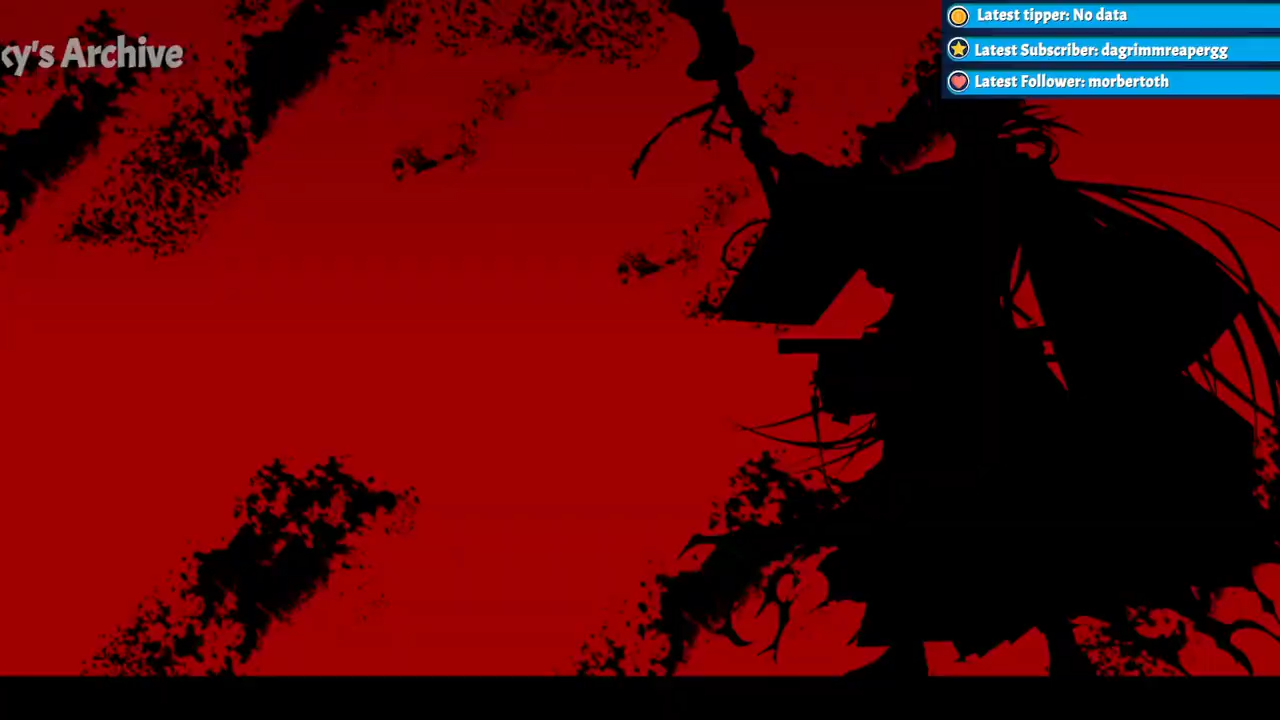 ky's Archive
Latest tipper: No data
Latest Subscriber: dagrimmreapergg
Latest Follower: morbertoth